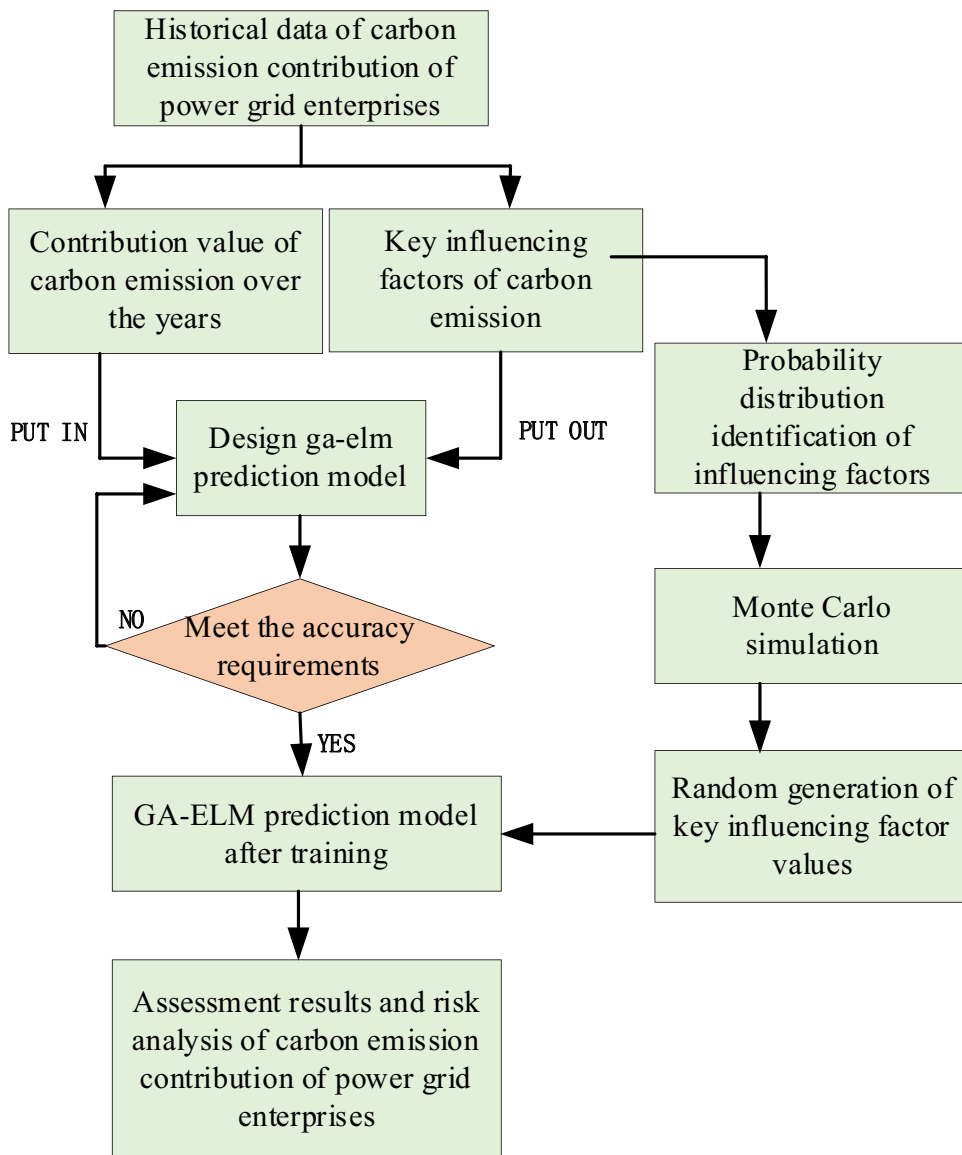 Historical data of carbon
emission contribution of
power grid enterprises
Contribution value of
carbon emission over
the years
Key influencing
factors of carbon
emission
PUT IN
PUT OUT
Design ga-elm
prediction model
Probability
distribution
identification of
influencing factors
NO
Meet the accuracy
requirements
YES
Monte Carlo
simulation
Random generation of
key influencing factor
values
GA-ELM prediction model
after training
Assessment results and risk
analysis of carbon emission
contribution of power grid
enterprises